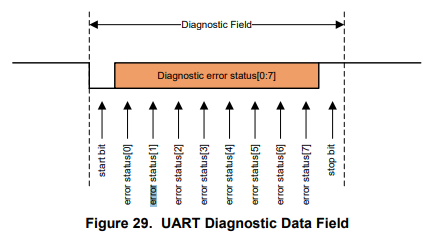 Diagnostic Field
Diagnostic error status[0:7]
start bit
error status[0]
error status[1]
error status[2]
error status[3]
error status[4]
error status[5]
error status[6]
error status[7]
stop bit
Figure 29. UART Diagnostic Data Field